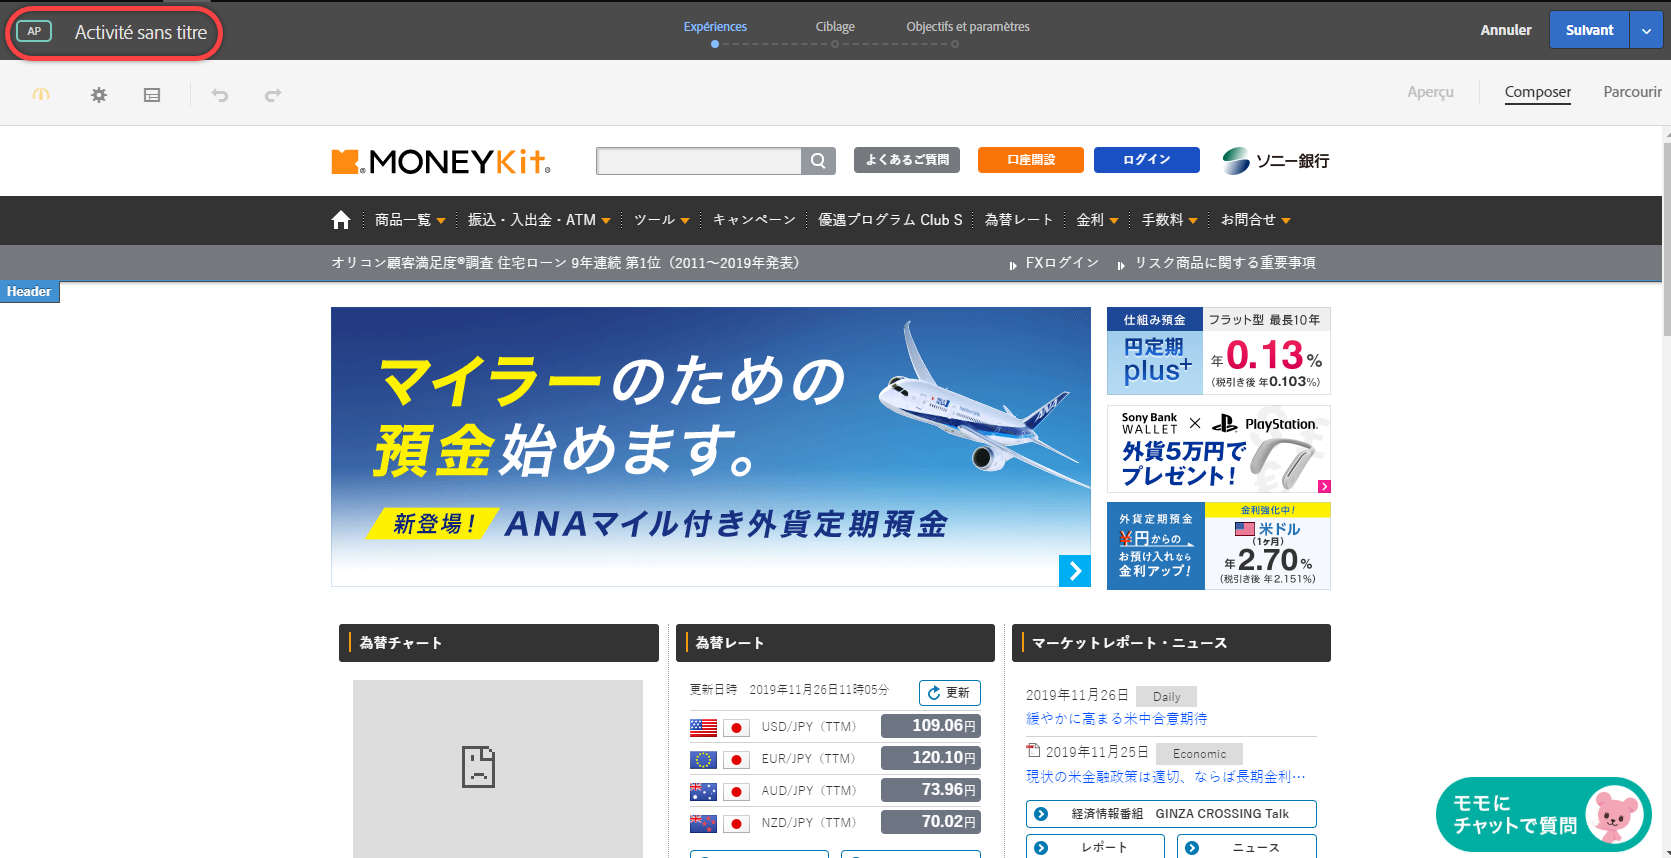 AP
Activité sans titre
Expériences
Ciblage
Objectifs et paramètres
Annuler
Suivant
Aperçu
Composer
Parcourir
MONEYKit
よくあるご質問
口座開設
ログイン
ソニー銀行
商品一覧
振込・入出金・ATM
ツール
キャンペーン
優遇プログラム Club S
為替レート
金利
手数料
お問合せ
オリコン顧客満足度®調査 住宅ローン 9年連続 第1位（2011～2019年発表）
FXログイン
リスク商品に関する重要事項
Header
マイラーのための
預金始めます。
新登場！ ANAマイル付き外貨定期預金
仕組み預金
フラット型 最長10年
円定期
plus+
年0.13%
（税引き後 年0.103%）
Sony Bank
WALLET
×
PlayStation.
外貨5万円で
プレゼント！
外貨定期預金
円からの
お預け入れなら
金利アップ！
金利強化中！
米ドル
（1ヶ月）
年2.70%
（税引き後 年2.151%）
為替チャート
為替レート
更新日時 2019年11月26日11時05分
更新
USD/JPY（TTM） 109.06円
EUR/JPY（TTM） 120.10円
AUD/JPY（TTM） 73.96円
NZD/JPY（TTM） 70.02円
マーケットレポート・ニュース
2019年11月26日 Daily
緩やかに高まる米中合意期待
2019年11月25日 Economic
現状の米金融政策は適切、ならば長期金利…
経済情報番組 GINZA CROSSING Talk
レポート
ニュース
モモに
チャットで質問